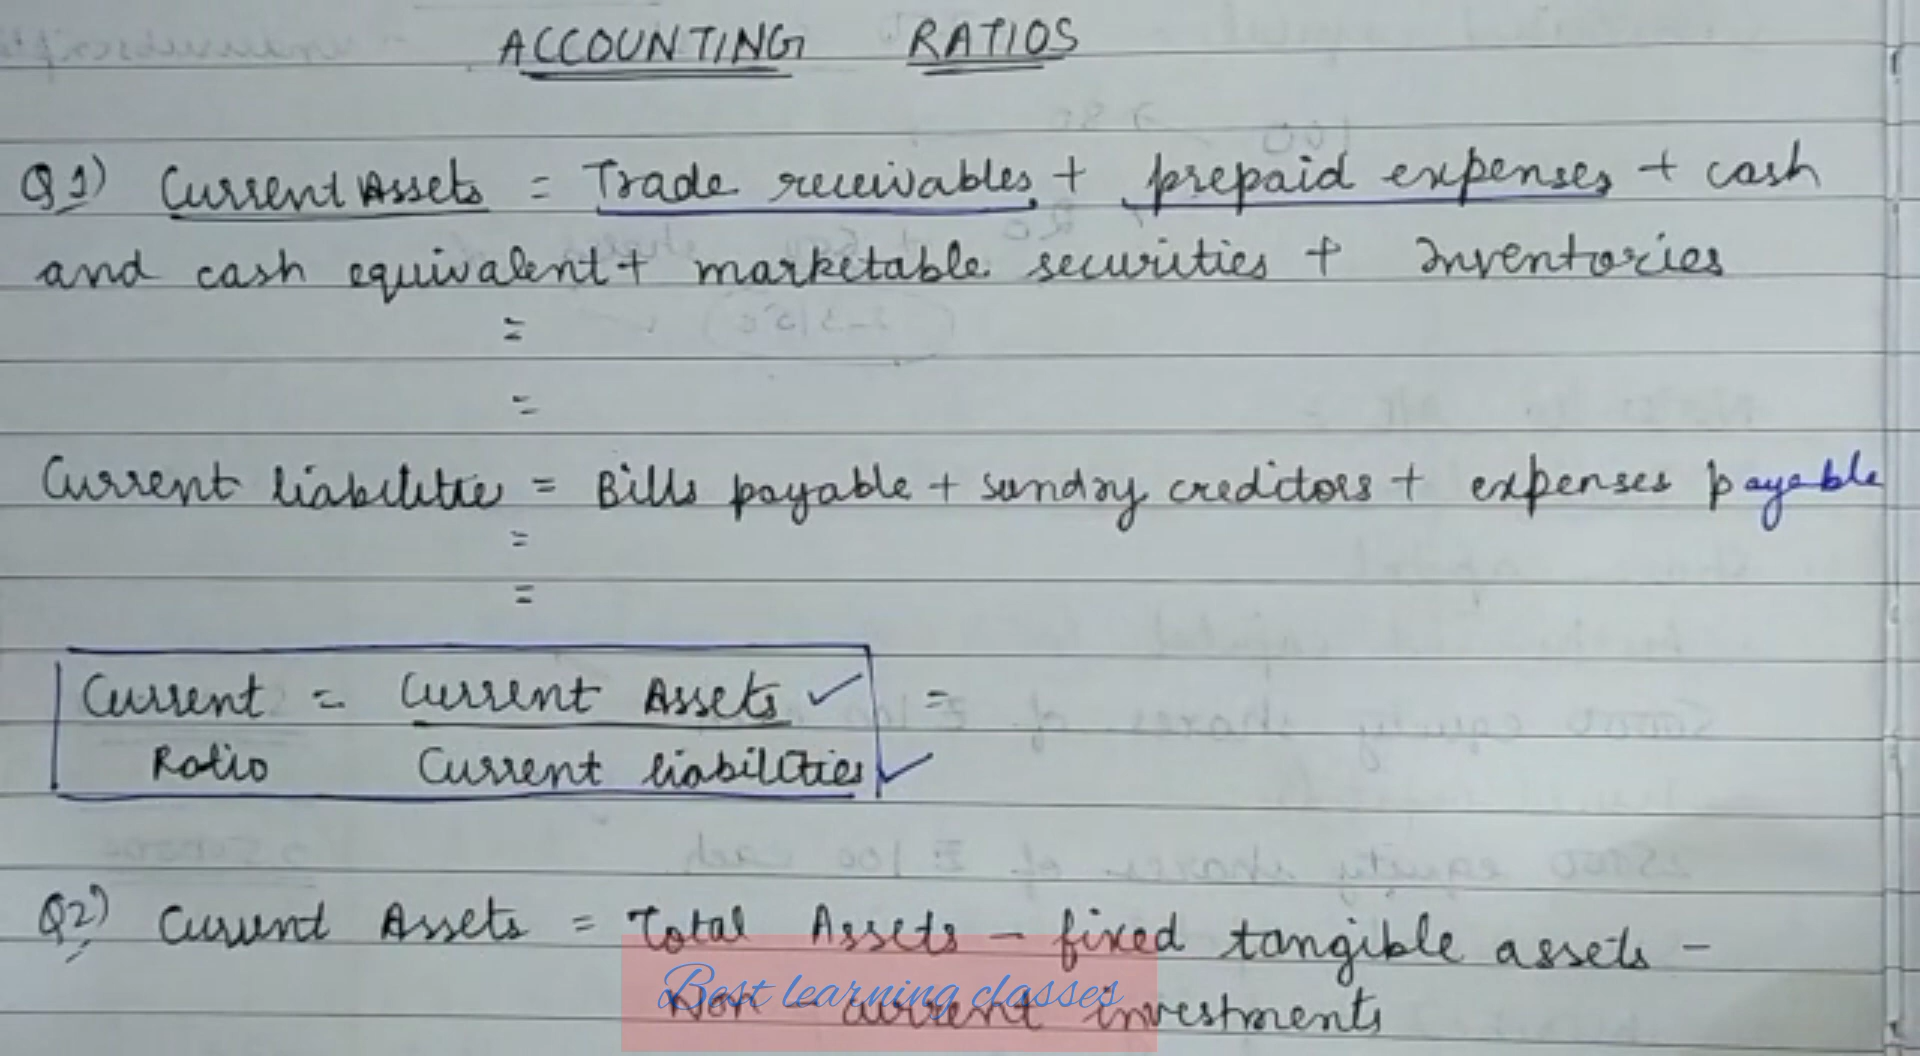 ACCOUNTING RATIOS
Q1) Current Assets = Trade receivables + prepaid expenses + cash
and cash equivalent + marketable securities + Inventories
=
=
Current liabilities = Bills payable + sundry creditors + expenses payable
=
=
Current = Current Assets ✓ =
Ratio Current liabilities ✓
Q2) Current Assets = Total Assets - fixed tangible assets -
Non-current investments
Best learning classes